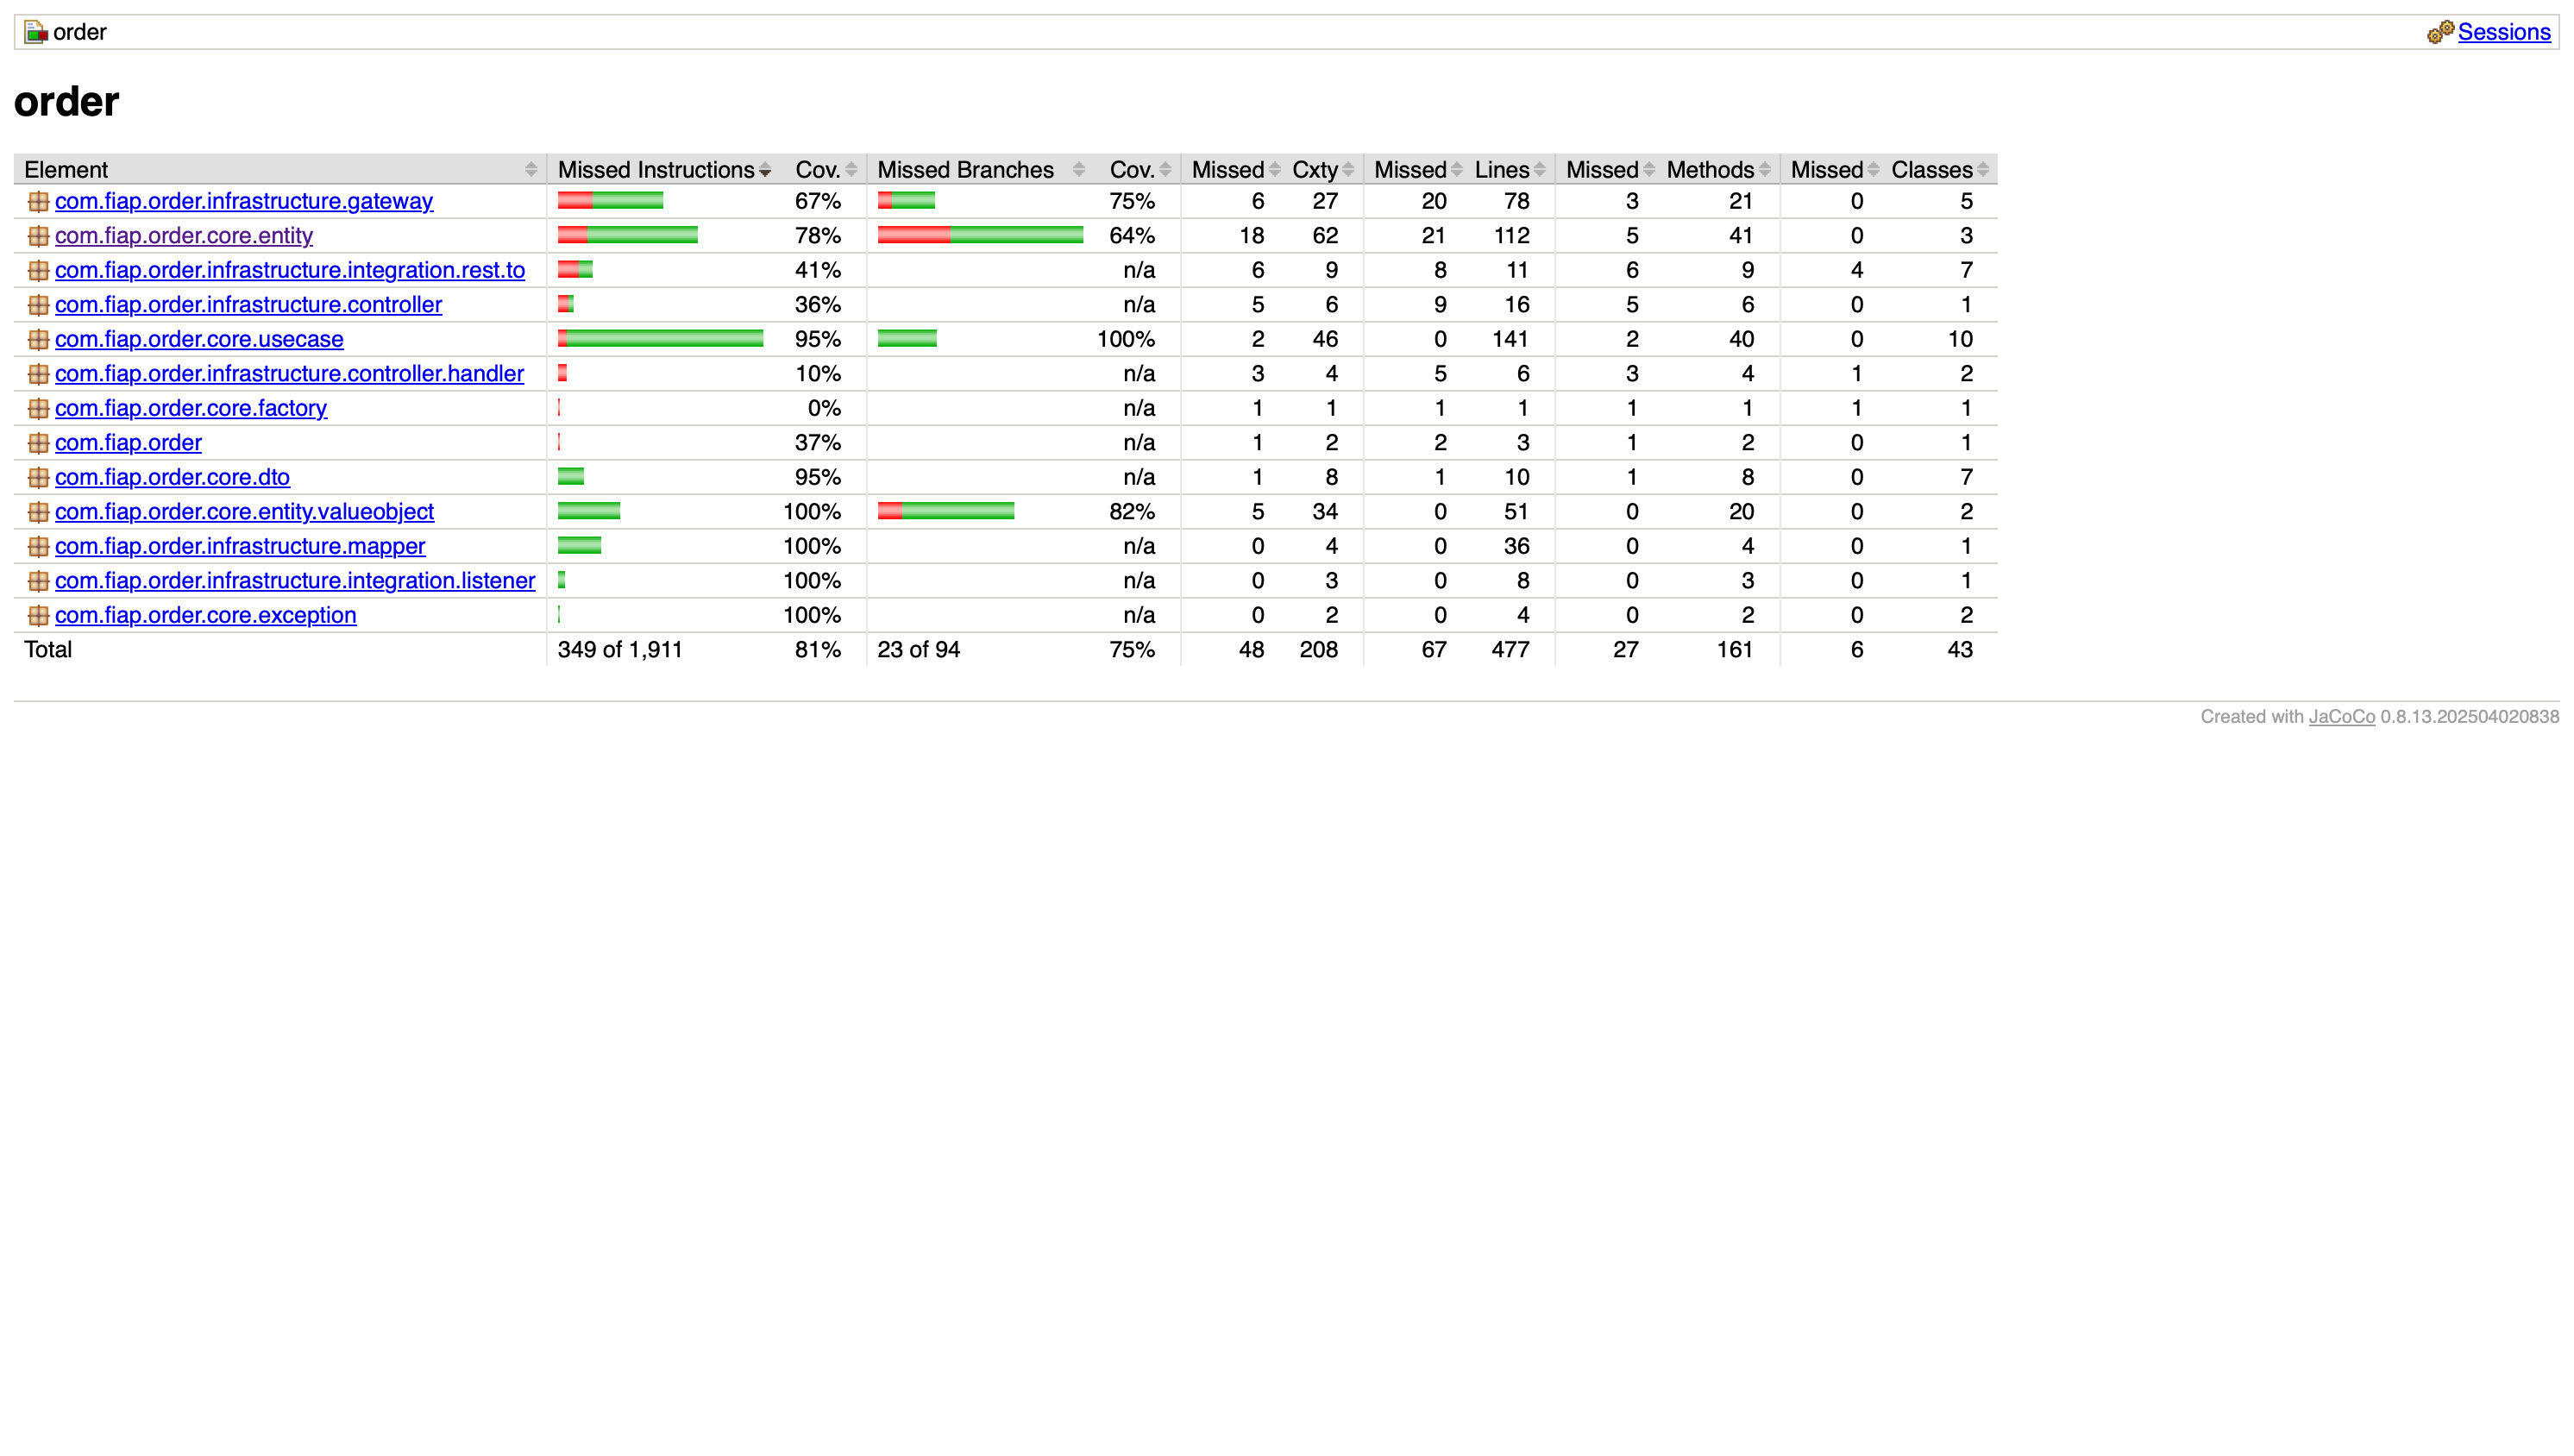 order Sessions
order
Element Missed Instructions Cov. Missed Branches Cov. Missed Cxty Missed Lines Missed Methods Missed Classes
com.fiap.order.infrastructure.gateway 67% 75% 6 27 20 78 3 21 0 5
com.fiap.order.core.entity 78% 64% 18 62 21 112 5 41 0 3
com.fiap.order.infrastructure.integration.rest.to 41% n/a 6 9 8 11 6 9 4 7
com.fiap.order.infrastructure.controller 36% n/a 5 6 9 16 5 6 0 1
com.fiap.order.core.usecase 95% 100% 2 46 0 141 2 40 0 10
com.fiap.order.infrastructure.controller.handler 10% n/a 3 4 5 6 3 4 1 2
com.fiap.order.core.factory 0% n/a 1 1 1 1 1 1 1 1
com.fiap.order 37% n/a 1 2 2 3 1 2 0 1
com.fiap.order.core.dto 95% n/a 1 8 1 10 1 8 0 7
com.fiap.order.core.entity.valueobject 100% 82% 5 34 0 51 0 20 0 2
com.fiap.order.infrastructure.mapper 100% n/a 0 4 0 36 0 4 0 1
com.fiap.order.infrastructure.integration.listener 100% n/a 0 3 0 8 0 3 0 1
com.fiap.order.core.exception 100% n/a 0 2 0 4 0 2 0 2
Total 349 of 1,911 81% 23 of 94 75% 48 208 67 477 27 161 6 43
Created with JaCoCo 0.8.13.202504020838